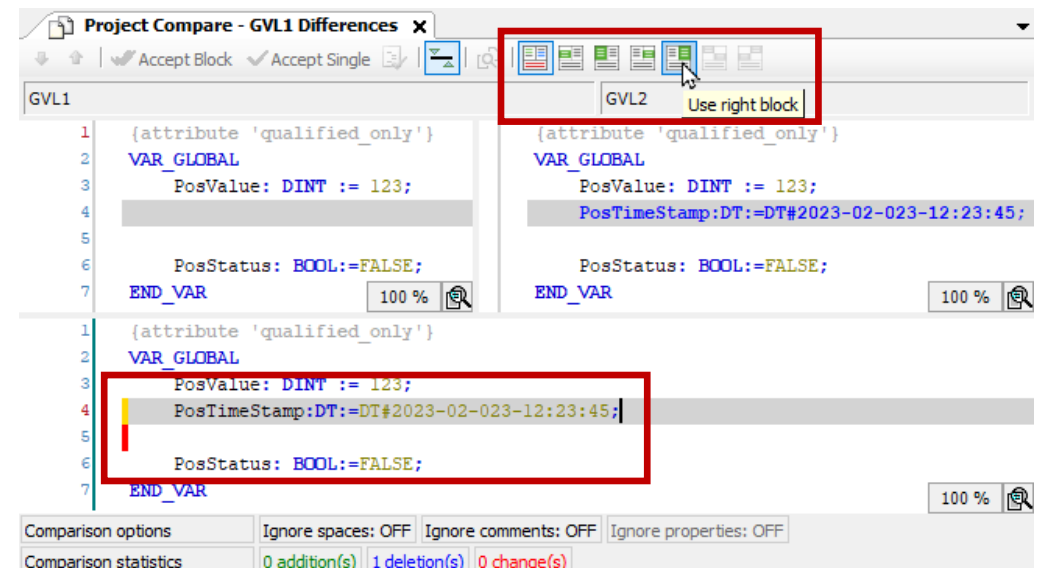 Project Compare - GVL1 Differences
Accept Block Accept Single
GVL1 GVL2 Use right block
1 {attribute 'qualified_only'} {attribute 'qualified_only'}
2 VAR_GLOBAL VAR_GLOBAL
3 PosValue: DINT := 123; PosValue: DINT := 123;
4 PosTimeStamp:DT:=DT#2023-02-023-12:23:45;
5
6 PosStatus: BOOL:=FALSE; PosStatus: BOOL:=FALSE;
7 END_VAR 100 % END_VAR 100 %
1 {attribute 'qualified_only'}
2 VAR_GLOBAL
3 PosValue: DINT := 123;
4 PosTimeStamp:DT:=DT#2023-02-023-12:23:45;
5
6 PosStatus: BOOL:=FALSE;
7 END_VAR 100 %
Comparison options Ignore spaces: OFF Ignore comments: OFF Ignore properties: OFF
Comparison statistics 0 addition(s) 1 deletion(s) 0 change(s)